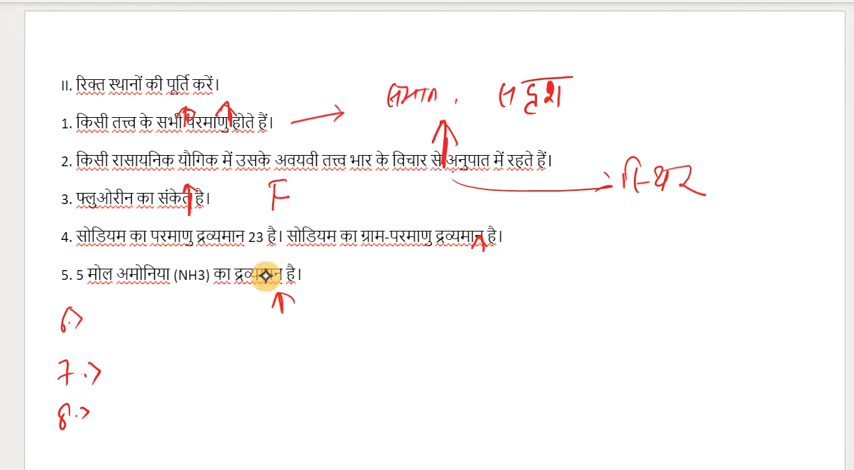 II. रिक्त स्थानों की पूर्ति करें।
समान, सदृश
1. किसी तत्त्व के सभी परमाणु होते हैं।
2. किसी रासायनिक यौगिक में उसके अवयवी तत्त्व भार के विचार से अनुपात में रहते हैं।
स्थिर
3. फ्लुओरीन का संकेत है। F
4. सोडियम का परमाणु द्रव्यमान 23 है। सोडियम का ग्राम-परमाणु द्रव्यमान है।
5. 5 मोल अमोनिया (NH3) का द्रव्यमान है।
6.>
7.>
8.>